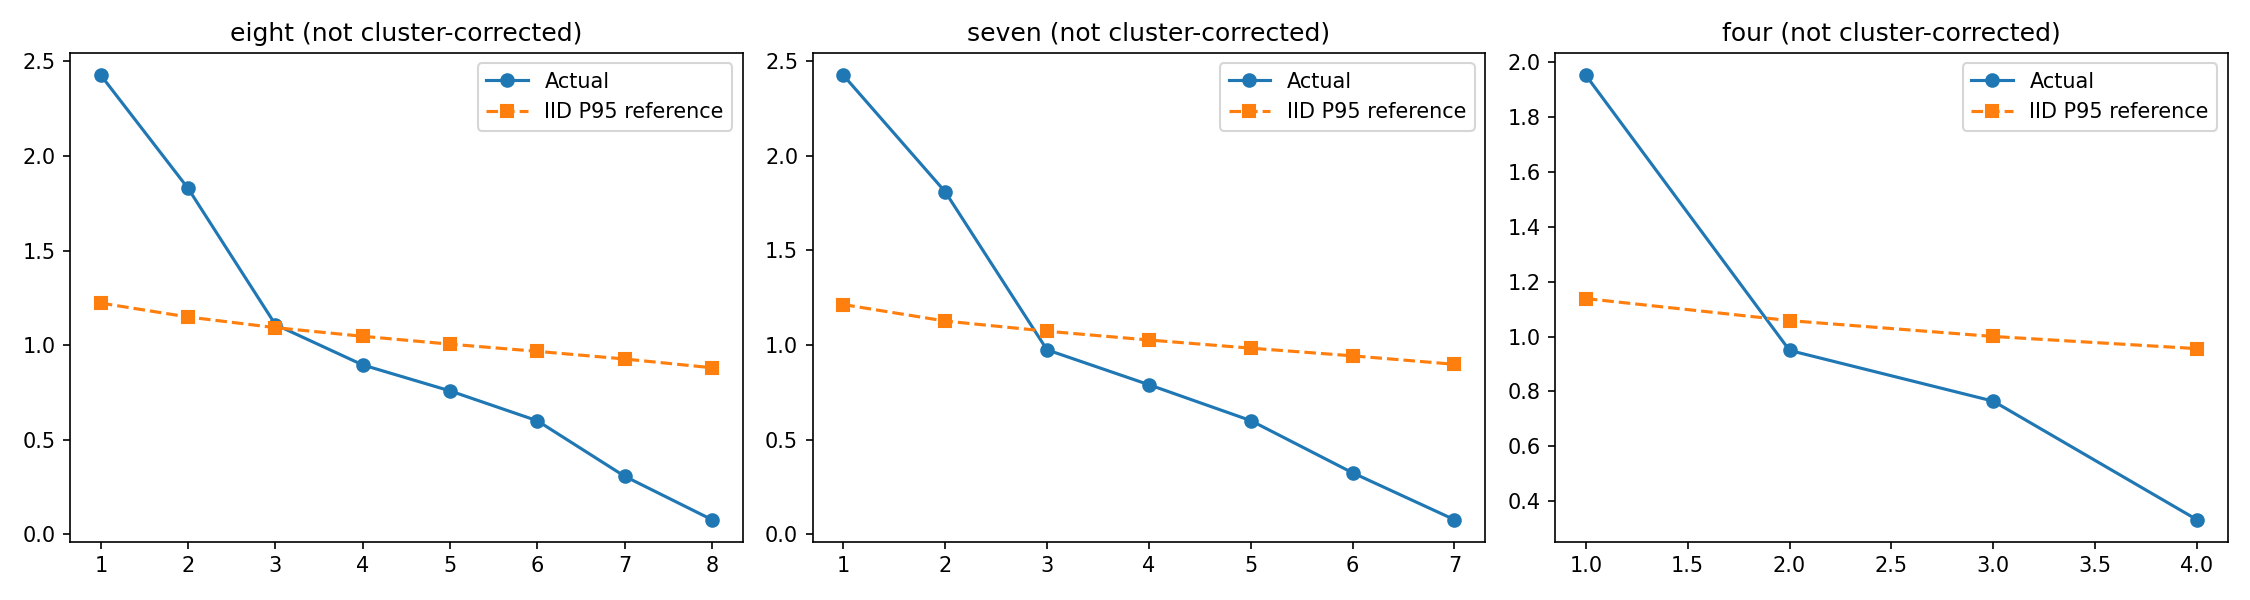 eight (not cluster-corrected)
2.5
2.0
1.5
1.0
0.5
0.0
1 2 3 4 5 6 7 8
Actual
IID P95 reference
seven (not cluster-corrected)
2.5
2.0
1.5
1.0
0.5
0.0
1 2 3 4 5 6 7
Actual
IID P95 reference
four (not cluster-corrected)
2.0
1.8
1.6
1.4
1.2
1.0
0.8
0.6
0.4
1.0 1.5 2.0 2.5 3.0 3.5 4.0
Actual
IID P95 reference